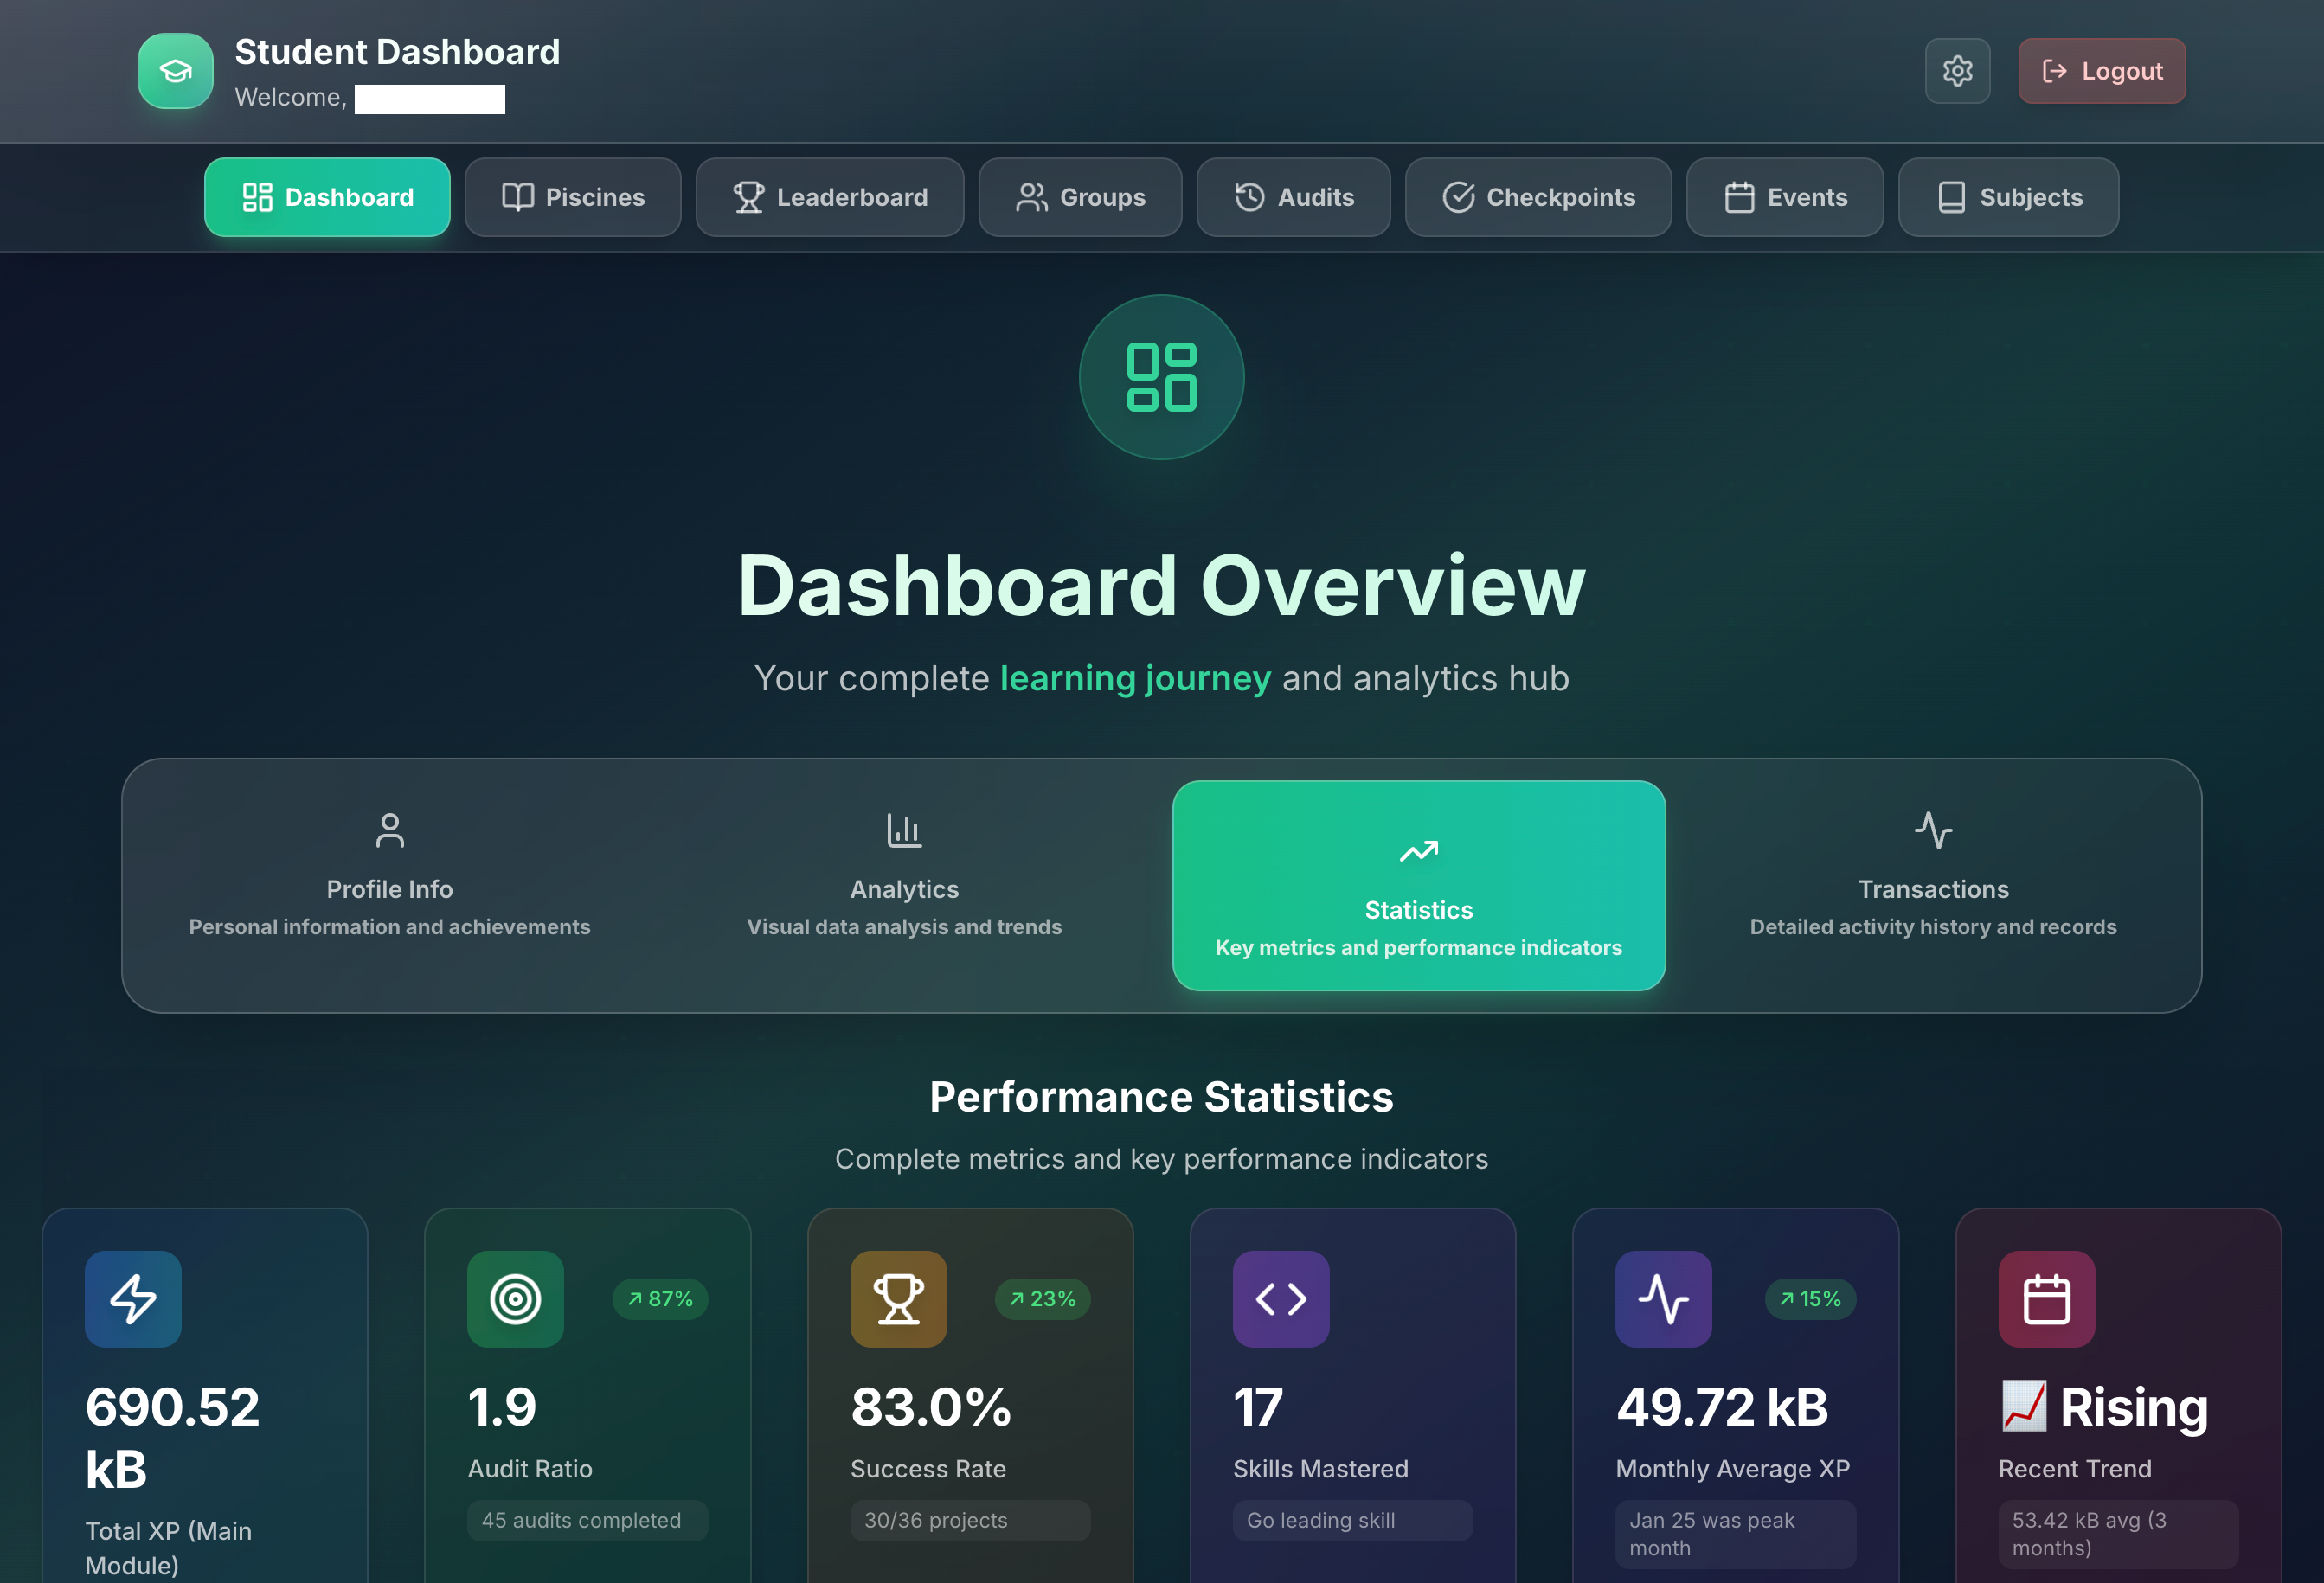 Student Dashboard
Welcome,
Logout
Dashboard
Piscines
Leaderboard
Groups
Audits
Checkpoints
Events
Subjects
Dashboard Overview
Your complete learning journey and analytics hub
Profile Info
Personal information and achievements
Analytics
Visual data analysis and trends
Statistics
Key metrics and performance indicators
Transactions
Detailed activity history and records
Performance Statistics
Complete metrics and key performance indicators
690.52
kB
Total XP (Main
Module)
87%
1.9
Audit Ratio
45 audits completed
23%
83.0%
Success Rate
30/36 projects
17
Skills Mastered
Go leading skill
15%
49.72 kB
Monthly Average XP
Jan 25 was peak
month
📈 Rising
Recent Trend
53.42 kB avg (3
months)